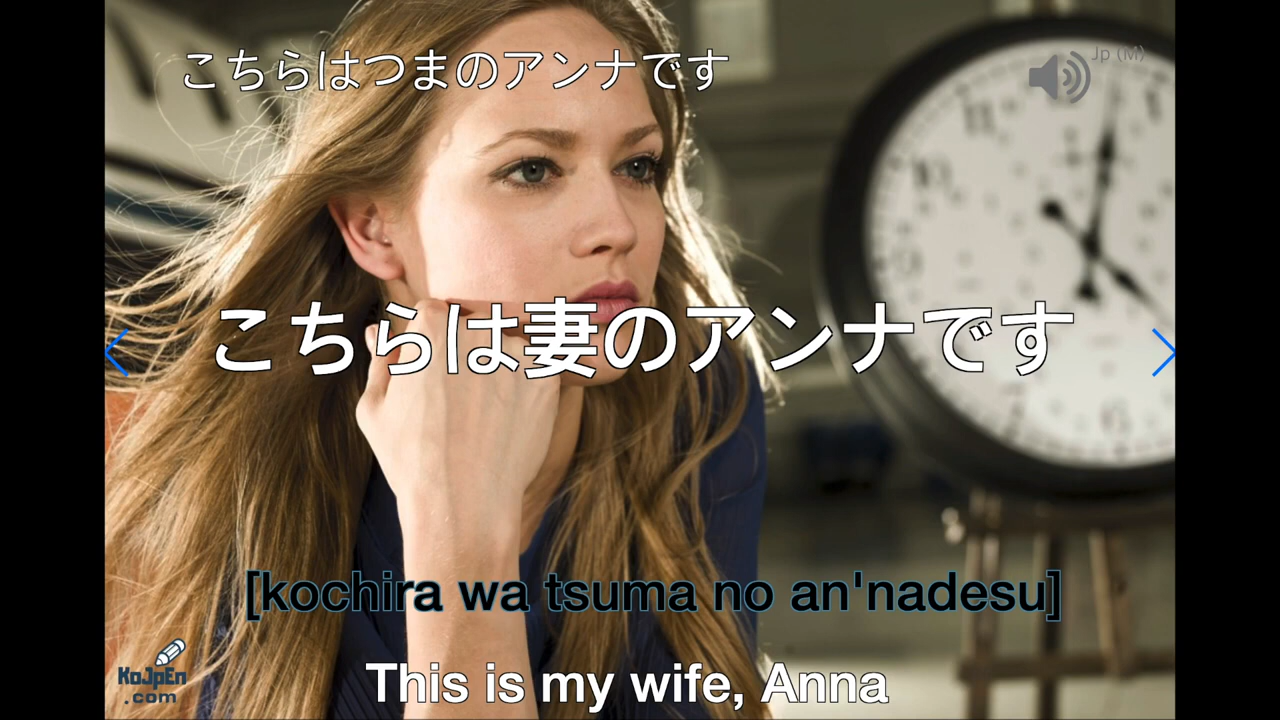 こちらはつまのアンナです
Jp (M)
こちらは妻のアンナです
[kochira wa tsuma no an'nadesu]
KoJpEn
.com
This is my wife, Anna